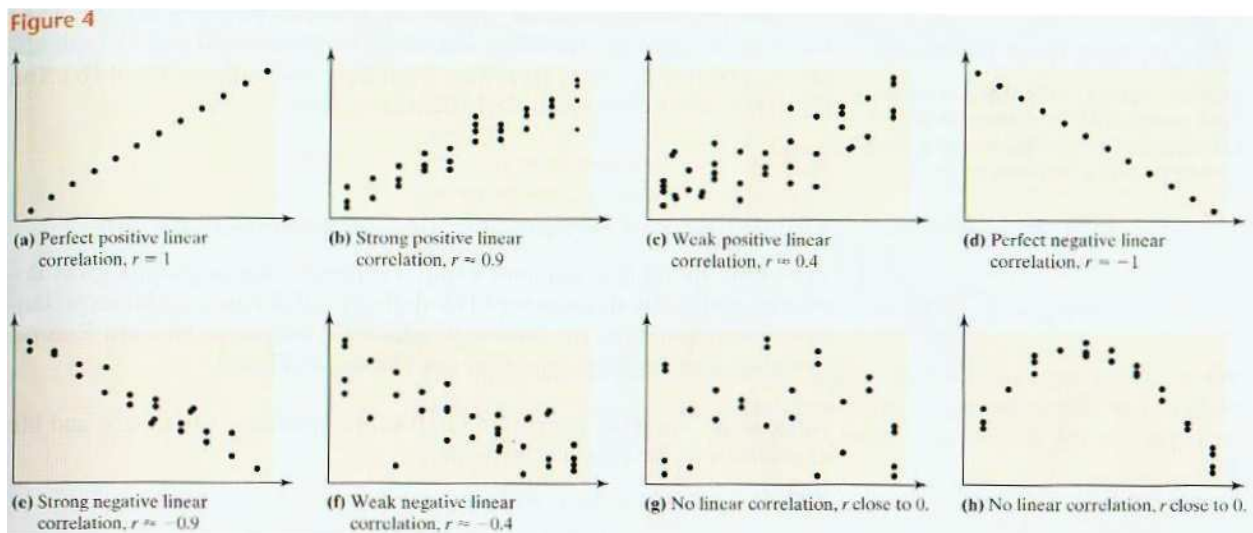 Figure 4
(a) Perfect positive linear
correlation, r = 1
(b) Strong positive linear
correlation, r ≈ 0.9
(c) Weak positive linear
correlation, r ≈ 0.4
(d) Perfect negative linear
correlation, r = −1
(e) Strong negative linear
correlation, r ≈ −0.9
(f) Weak negative linear
correlation, r ≈ −0.4
(g) No linear correlation, r close to 0.
(h) No linear correlation, r close to 0.